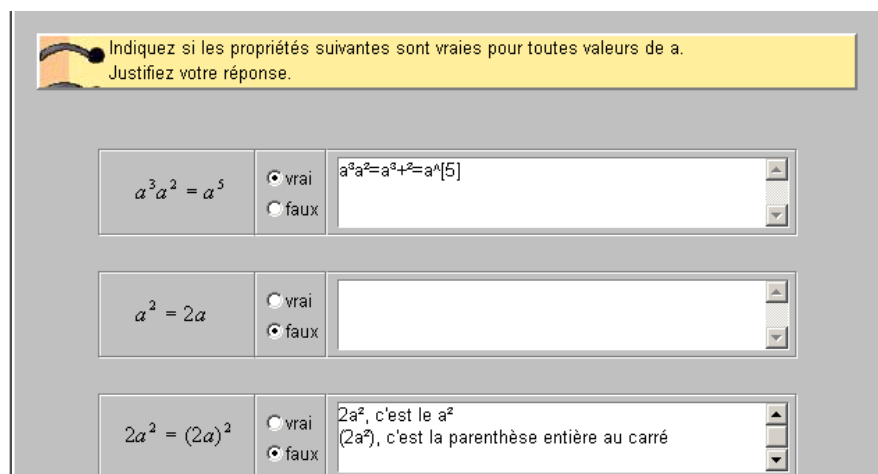 Indiquez si les propriétés suivantes sont vraies pour toutes valeurs de a.
Justifiez votre réponse.
a³a² = a⁵
vrai
faux
a³a²=a³+²=a^[5]
a² = 2a
vrai
faux
2a² = (2a)²
vrai
faux
2a², c'est le a²
(2a²), c'est la parenthèse entière au carré